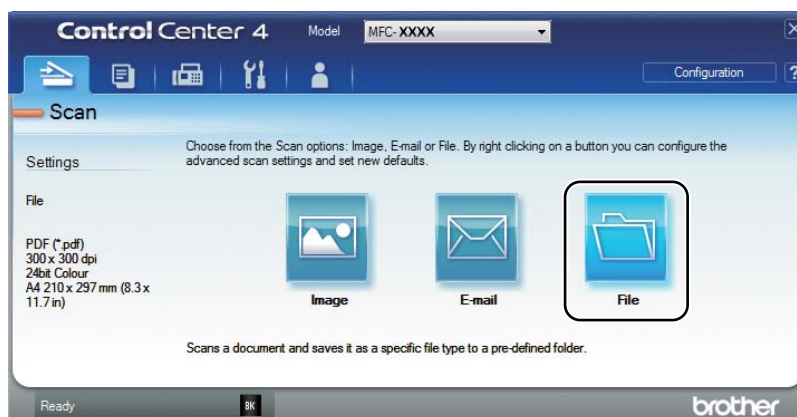 Control Center 4
Model
MFC-XXXX
Configuration
?
Scan
Settings
Choose from the Scan options: Image, E-mail or File. By right clicking on a button you can configure the
advanced scan settings and set new defaults.
File
PDF (*.pdf)
300 x 300 dpi
24bit Colour
A4 210 x 297 mm (8.3 x
11.7 in)
Image
E-mail
File
Scans a document and saves it as a specific file type to a pre-defined folder.
Ready
BK
brother